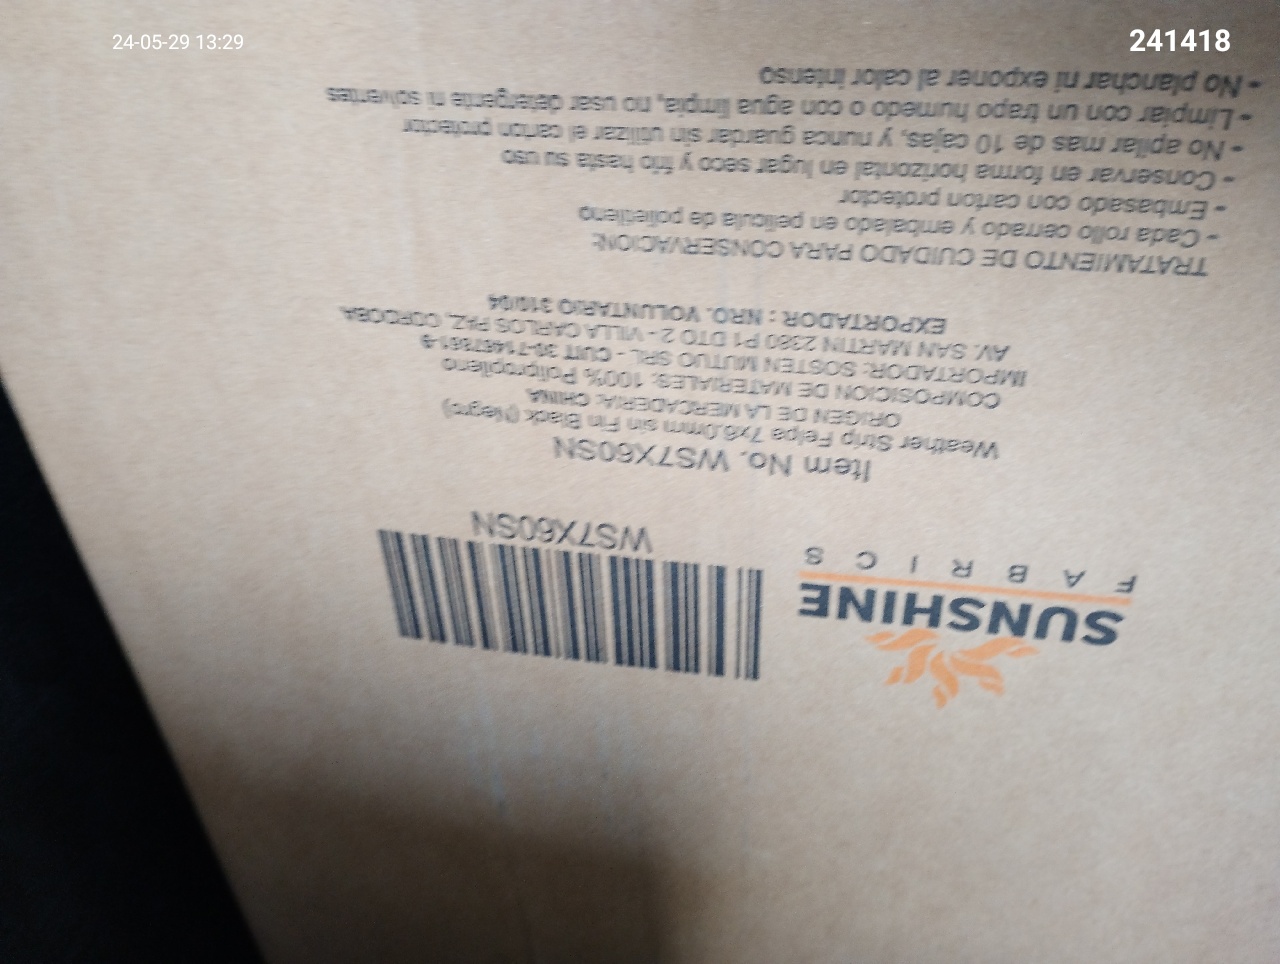 24-05-29 13:29
241418
SUNSHINE
FABRICS
WS7X60SN
Item No. WS7X60SN
Weather Strip Felpa 7x6.0mm sin Fin Black (Negro)
ORIGEN DE LA MERCADERIA: CHINA
COMPOSICION DE MATERIALES: 100% Polipropileno
IMPORTADOR: SOSTEN MUTUO SRL - CUIT
AV. SAN MARTIN 2380 P1 DTO 2 - VILLA CARLOS PAZ, CORDOBA
EXPORTADOR : NRO. VOLUNTARIO 310/04
TRATAMIENTO DE CUIDADO PARA CONSERVACION:
- Cada rollo cerrado y embalado en pelicula de polietileno
- Embasado con carton protector
- Conservar en forma horizontal en lugar seco y frio hasta su uso
- No apilar mas de 10 cajas, y nunca guardar sin utilizar el carton protector
- Limpiar con un trapo humedo o con agua limpia, no usar detergente ni solventes
- No planchar ni exponer al calor intenso